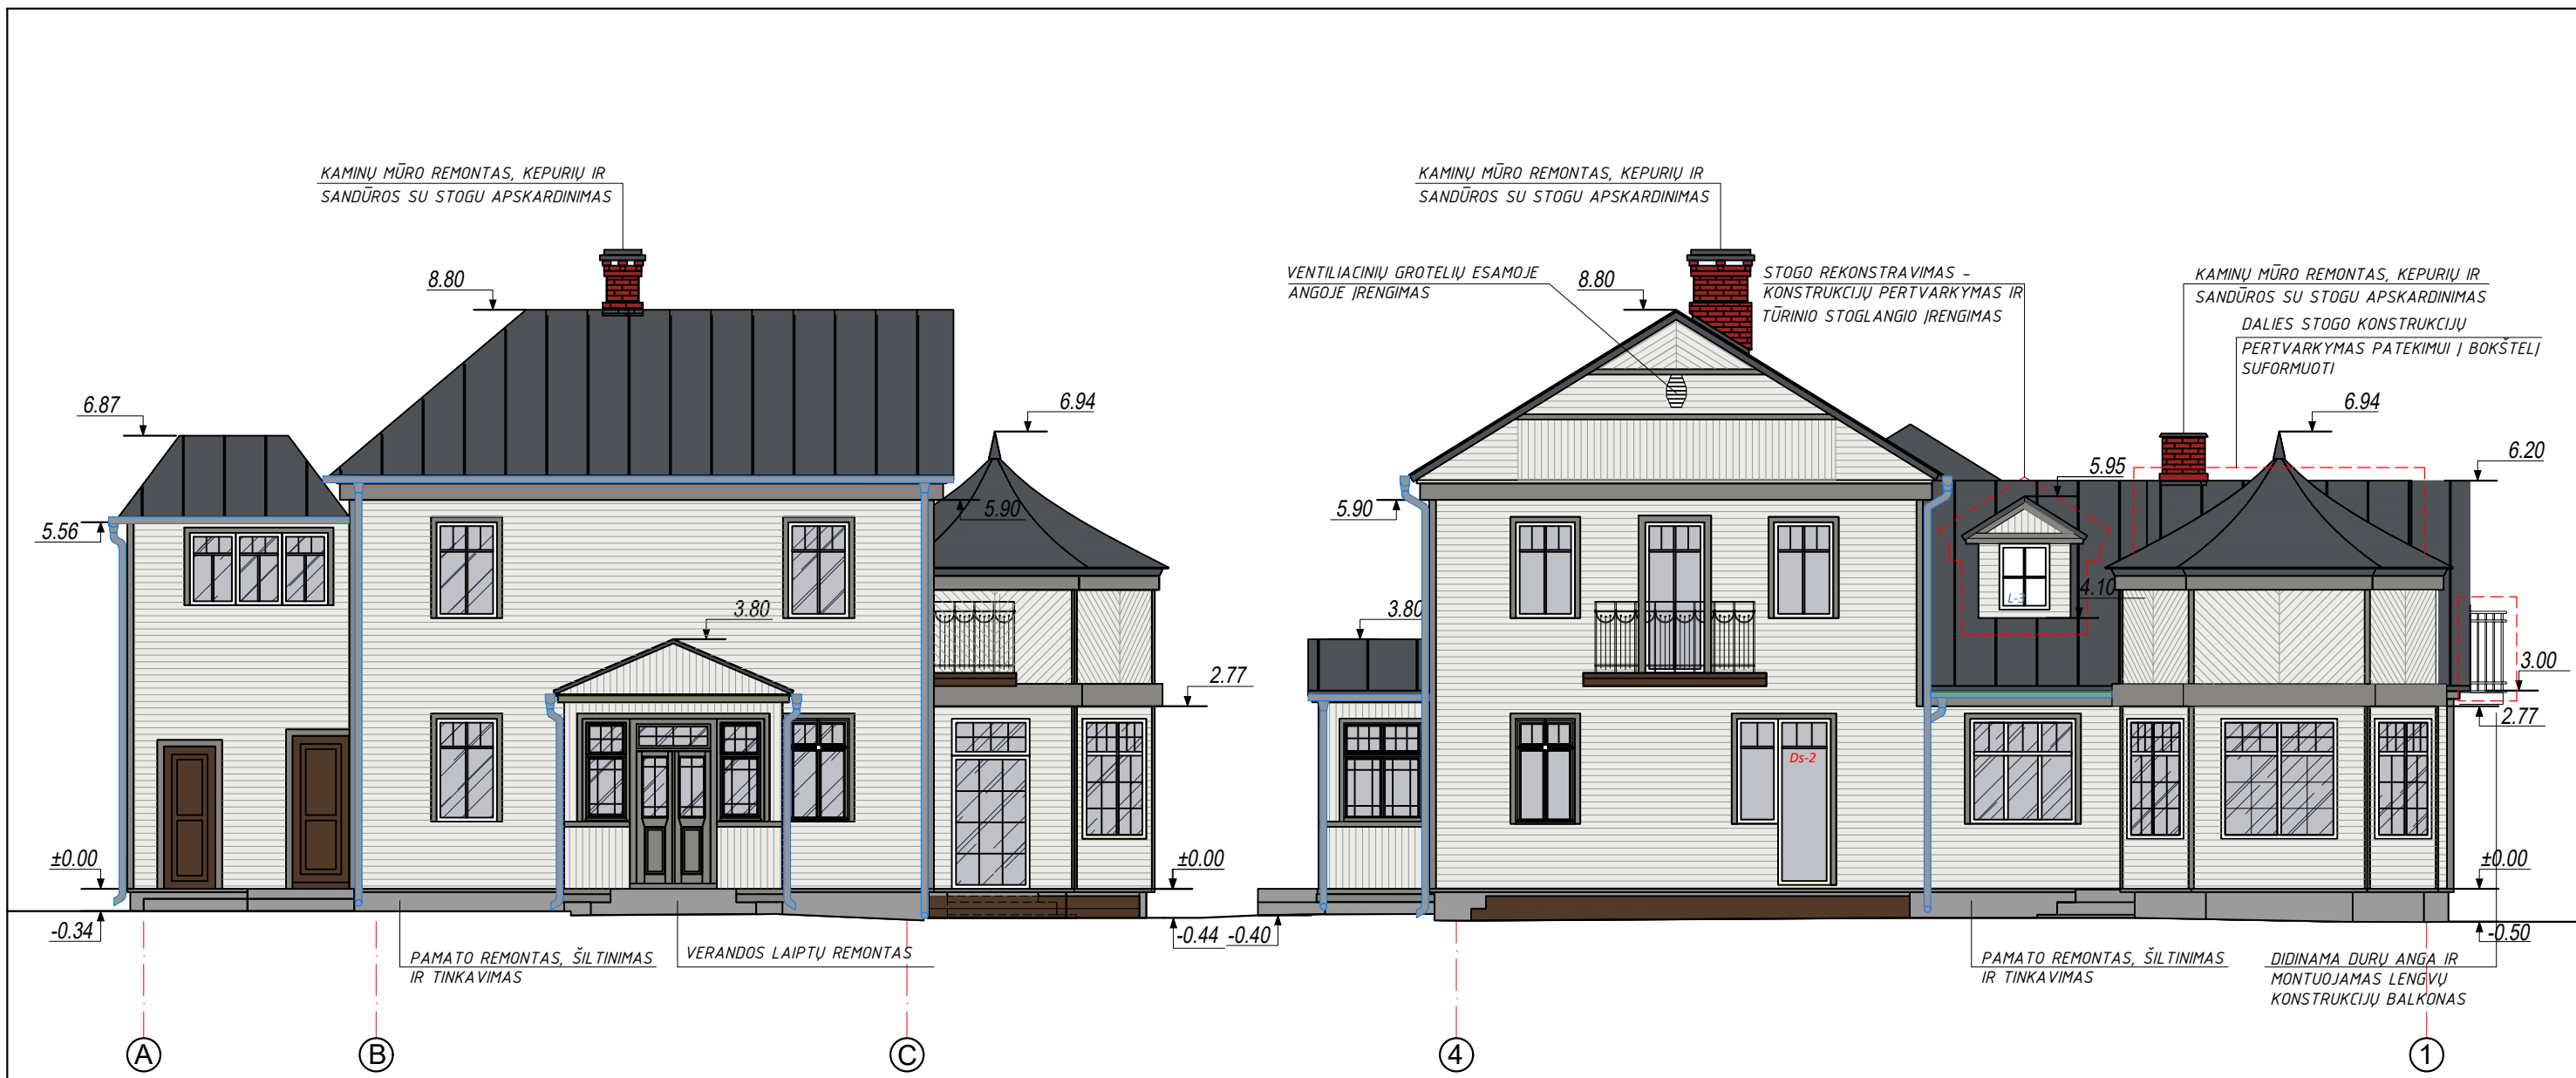 KAMINŲ MŪRO REMONTAS, KEPURIŲ IR
SANDŪROS SU STOGU APSKARDINIMAS
8.80
6.87
6.94
5.90
5.56
3.80
2.77
±0.00
±0.00
-0.34
-0.44
PAMATO REMONTAS, ŠILTINIMAS
IR TINKAVIMAS
VERANDOS LAIPTŲ REMONTAS
A
B
C
KAMINŲ MŪRO REMONTAS, KEPURIŲ IR
SANDŪROS SU STOGU APSKARDINIMAS
VENTILIACINIŲ GROTELIŲ ESAMOJE
ANGOJE ĮRENGIMAS
8.80
STOGO REKONSTRAVIMAS -
KONSTRUKCIJŲ PERTVARKYMAS IR
TŪRINIO STOGLANGIO ĮRENGIMAS
KAMINŲ MŪRO REMONTAS, KEPURIŲ IR
SANDŪROS SU STOGU APSKARDINIMAS
DALIES STOGO KONSTRUKCIJŲ
PERTVARKYMAS PATEKIMUI Į BOKŠTELĮ
SUFORMUOTI
6.94
6.20
5.95
5.90
4.10
L-3
3.80
3.00
2.77
Ds-2
±0.00
-0.40
-0.50
PAMATO REMONTAS, ŠILTINIMAS
IR TINKAVIMAS
DIDINAMA DURŲ ANGA IR
MONTUOJAMAS LENGVŲ
KONSTRUKCIJŲ BALKONAS
4
1